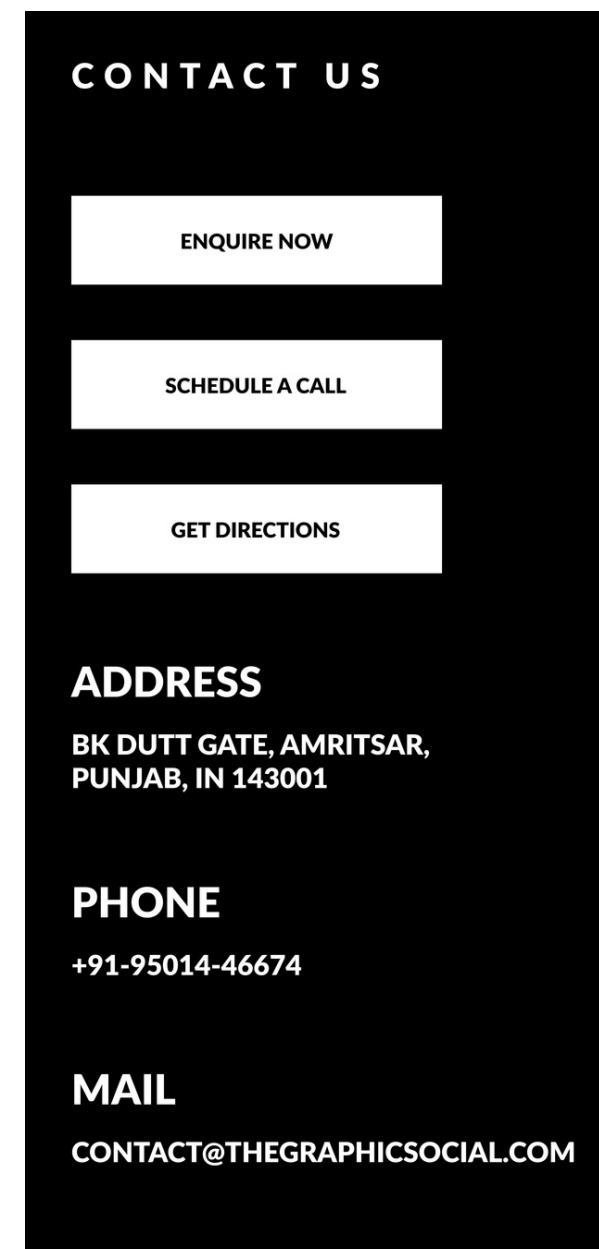 CONTACT US
ENQUIRE NOW
SCHEDULE A CALL
GET DIRECTIONS
ADDRESS
BK DUTT GATE, AMRITSAR,
PUNJAB, IN 143001
PHONE
+91-95014-46674
MAIL
CONTACT@THEGRAPHICSOCIAL.COM